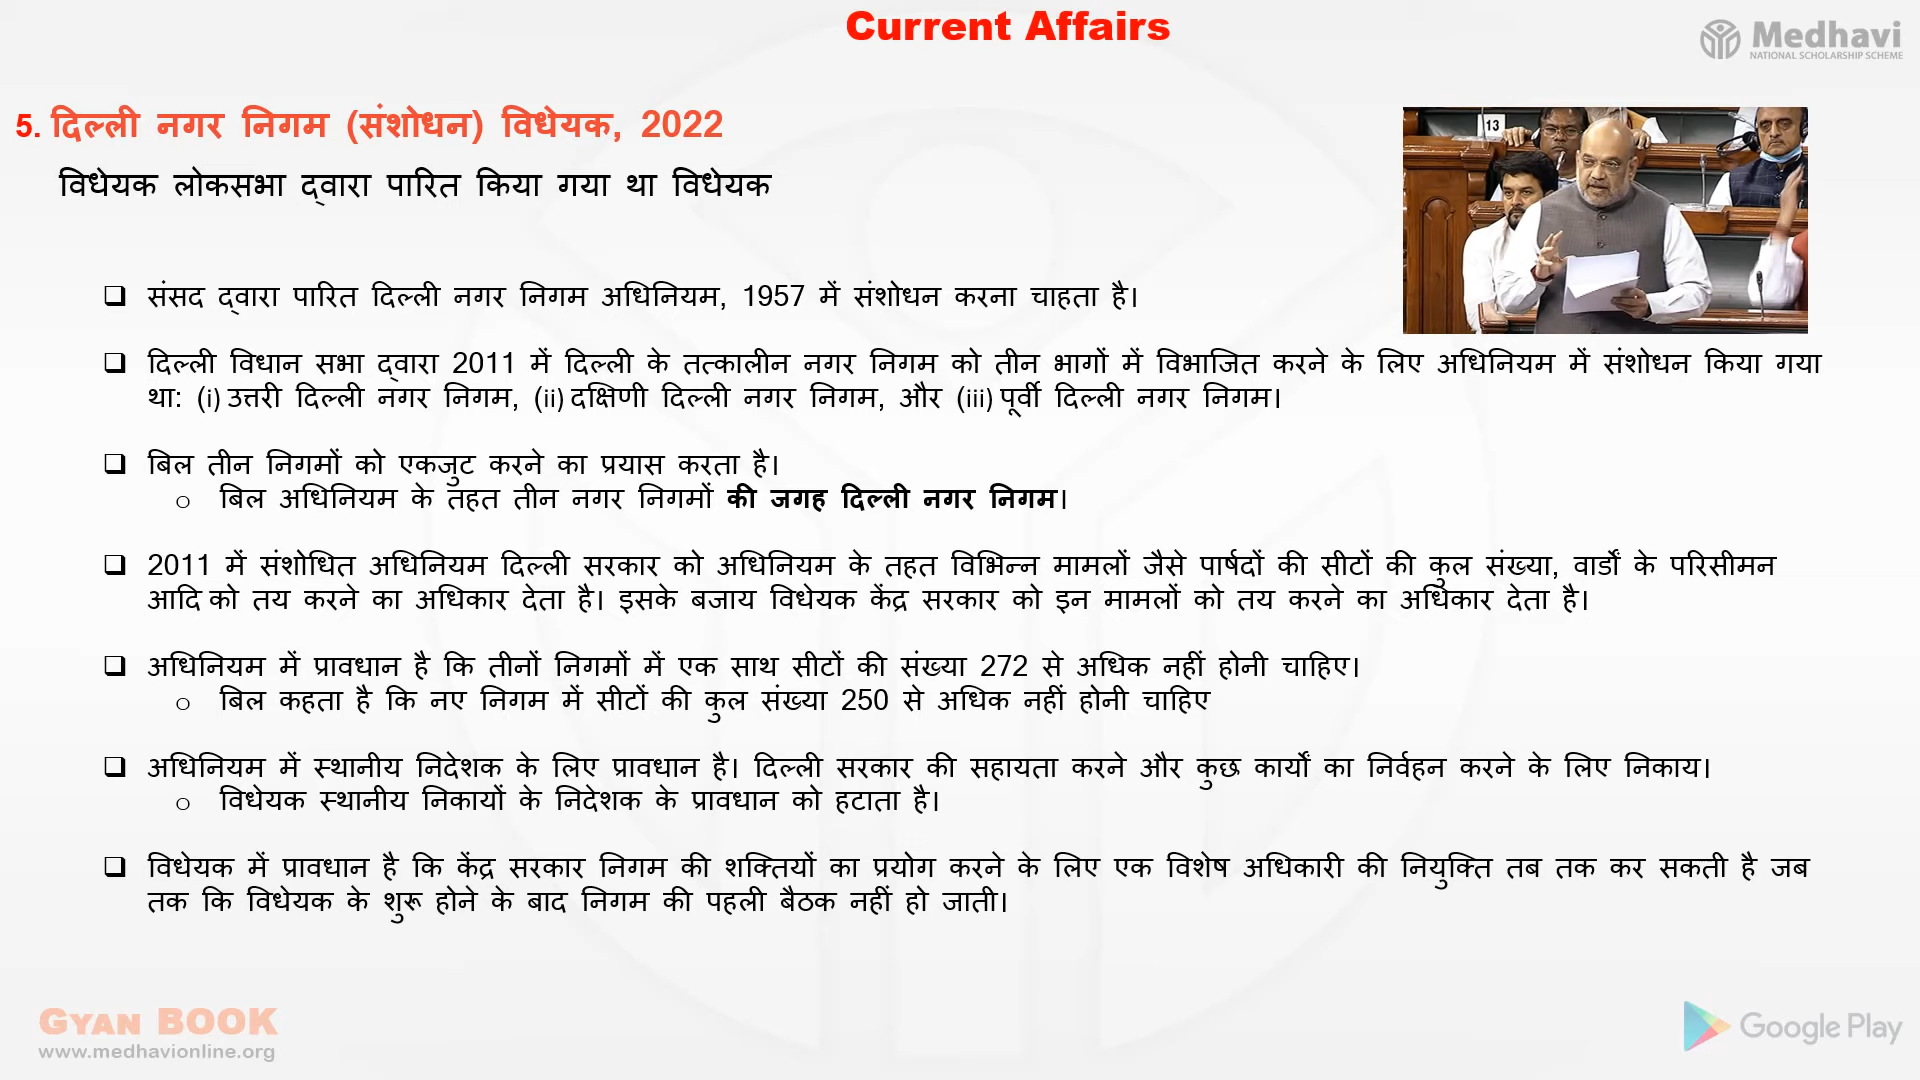 Current Affairs
Medhavi
NATIONAL SCHOLARSHIP SCHEME
5. दिल्ली नगर निगम (संशोधन) विधेयक, 2022
विधेयक लोकसभा द्वारा पारित किया गया था विधेयक
13
❑ संसद द्वारा पारित दिल्ली नगर निगम अधिनियम, 1957 में संशोधन करना चाहता है।
❑ दिल्ली विधान सभा द्वारा 2011 में दिल्ली के तत्कालीन नगर निगम को तीन भागों में विभाजित करने के लिए अधिनियम में संशोधन किया गया
था: (i) उत्तरी दिल्ली नगर निगम, (ii) दक्षिणी दिल्ली नगर निगम, और (iii) पूर्वी दिल्ली नगर निगम।
❑ बिल तीन निगमों को एकजुट करने का प्रयास करता है।
o बिल अधिनियम के तहत तीन नगर निगमों की जगह दिल्ली नगर निगम।
❑ 2011 में संशोधित अधिनियम दिल्ली सरकार को अधिनियम के तहत विभिन्न मामलों जैसे पार्षदों की सीटों की कुल संख्या, वार्डों के परिसीमन
आदि को तय करने का अधिकार देता है। इसके बजाय विधेयक केंद्र सरकार को इन मामलों को तय करने का अधिकार देता है।
❑ अधिनियम में प्रावधान है कि तीनों निगमों में एक साथ सीटों की संख्या 272 से अधिक नहीं होनी चाहिए।
o बिल कहता है कि नए निगम में सीटों की कुल संख्या 250 से अधिक नहीं होनी चाहिए
❑ अधिनियम में स्थानीय निदेशक के लिए प्रावधान है। दिल्ली सरकार की सहायता करने और कुछ कार्यों का निर्वहन करने के लिए निकाय।
o विधेयक स्थानीय निकायों के निदेशक के प्रावधान को हटाता है।
❑ विधेयक में प्रावधान है कि केंद्र सरकार निगम की शक्तियों का प्रयोग करने के लिए एक विशेष अधिकारी की नियुक्ति तब तक कर सकती है जब
तक कि विधेयक के शुरू होने के बाद निगम की पहली बैठक नहीं हो जाती।
GYAN BOOK
www.medhavionline.org
Google Play